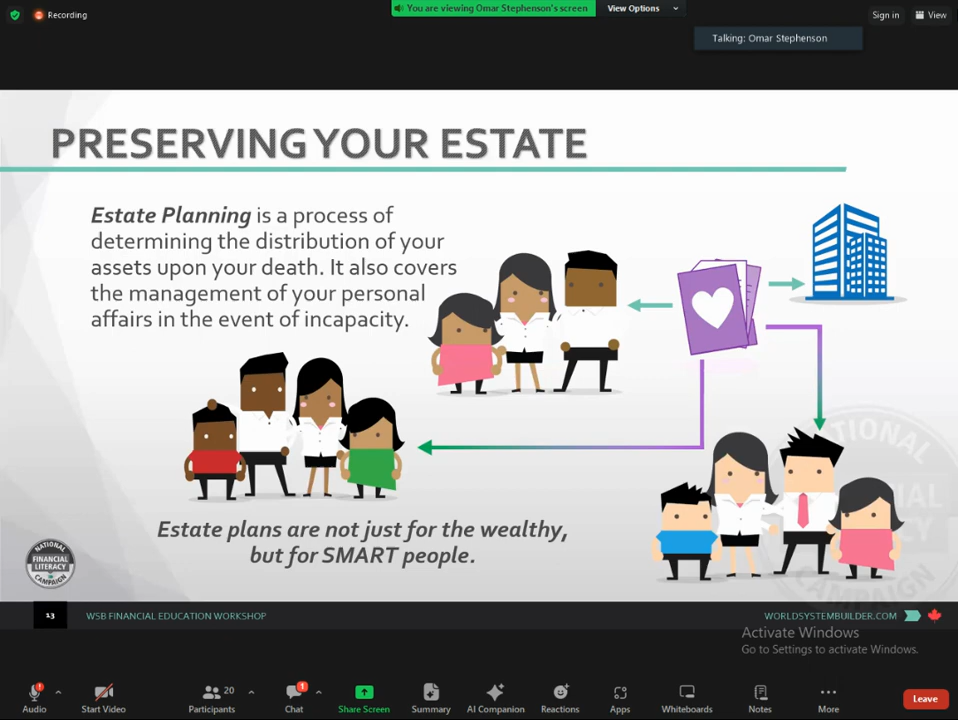 Recording
You are viewing Omar Stephenson's screen
View Options
Sign in
View
Talking: Omar Stephenson
PRESERVING YOUR ESTATE
Estate Planning is a process of
determining the distribution of your
assets upon your death. It also covers
the management of your personal
affairs in the event of incapacity.
Estate plans are not just for the wealthy,
but for SMART people.
NATIONAL
FINANCIAL
LITERACY
CAMPAIGN
NATIONAL
CAMPAIGN
13
WSB FINANCIAL EDUCATION WORKSHOP
WORLDSYSTEMBUILDER.COM
Activate Windows
Go to Settings to activate Windows.
Audio
Start Video
20
Participants
1
Chat
Share Screen
Summary
AI Companion
Reactions
Apps
Whiteboards
Notes
More
Leave